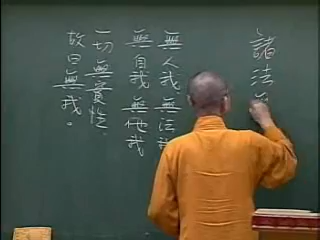 諸法
無人我無法我
無自我無他我
一切無實性。
故曰無我。